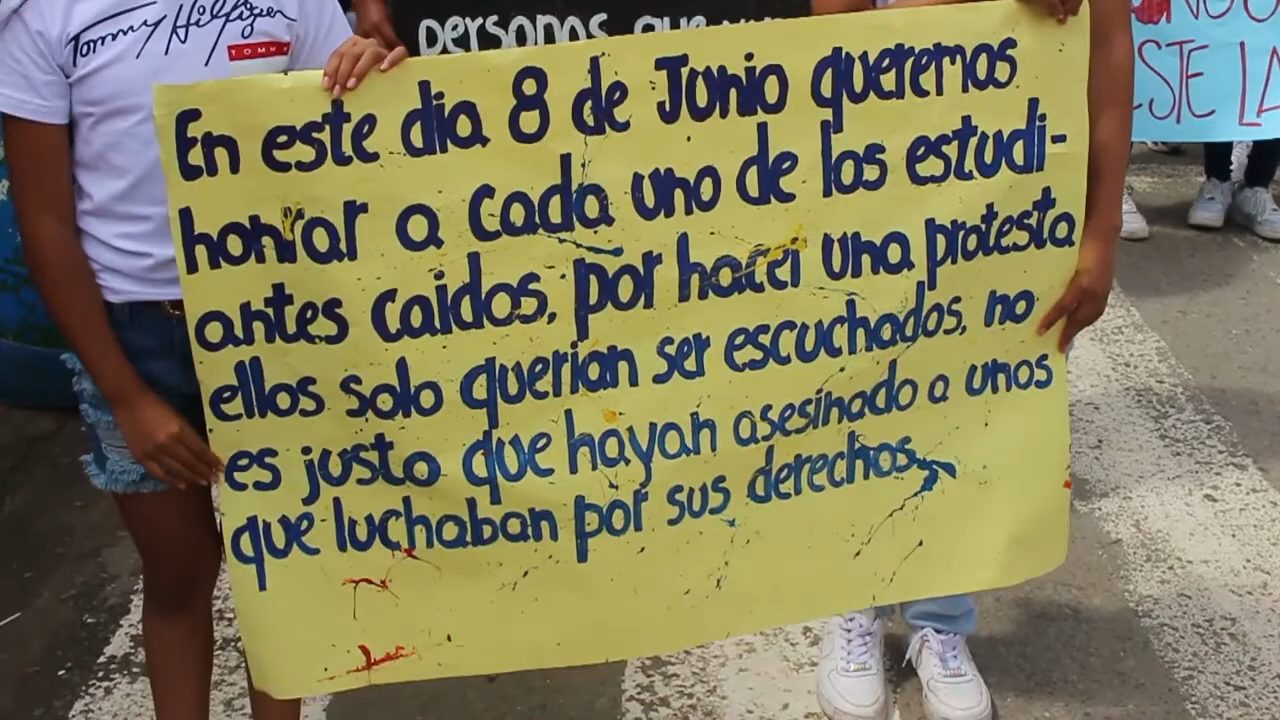 Tommy Hilfiger
TOMMY
personas que
En este dia 8 de Junio queremos
honrar a cada uno de los estudi-
antes caidos, por hacer una protesta
ellos solo querian ser escuchados, no
es justo que hayan asesinado a unos
que luchaban por sus derechos
ESTE LA